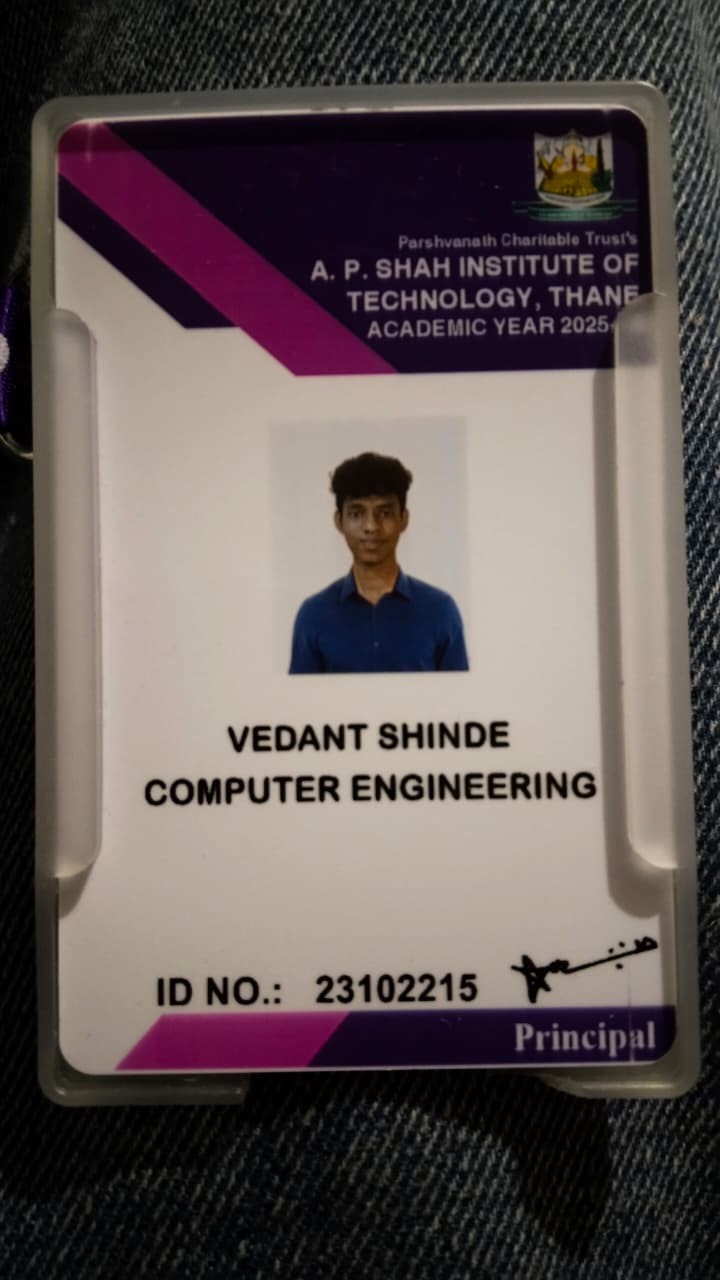 Parshvanath Charitable Trust's
A. P. SHAH INSTITUTE OF
TECHNOLOGY, THANE
ACADEMIC YEAR 2025-
VEDANT SHINDE
COMPUTER ENGINEERING
ID NO.: 23102215
Principal